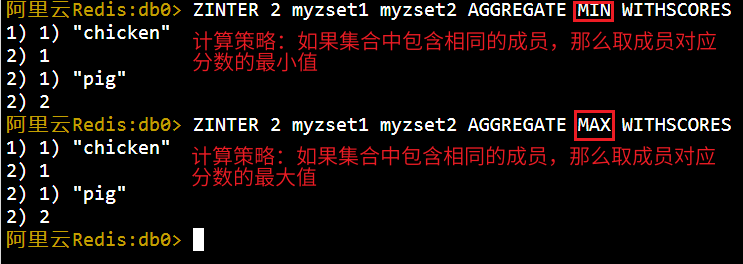 阿里云Redis:db0> ZINTER 2 myzset1 myzset2 AGGREGATE MIN WITHSCORES
1) 1) "chicken"
2) 1
计算策略：如果集合中包含相同的成员，那么取成员对应
分数的最小值
2) 1) "pig"
2) 2
阿里云Redis:db0> ZINTER 2 myzset1 myzset2 AGGREGATE MAX WITHSCORES
1) 1) "chicken"
2) 1
计算策略：如果集合中包含相同的成员，那么取成员对应
分数的最大值
2) 1) "pig"
2) 2
阿里云Redis:db0>